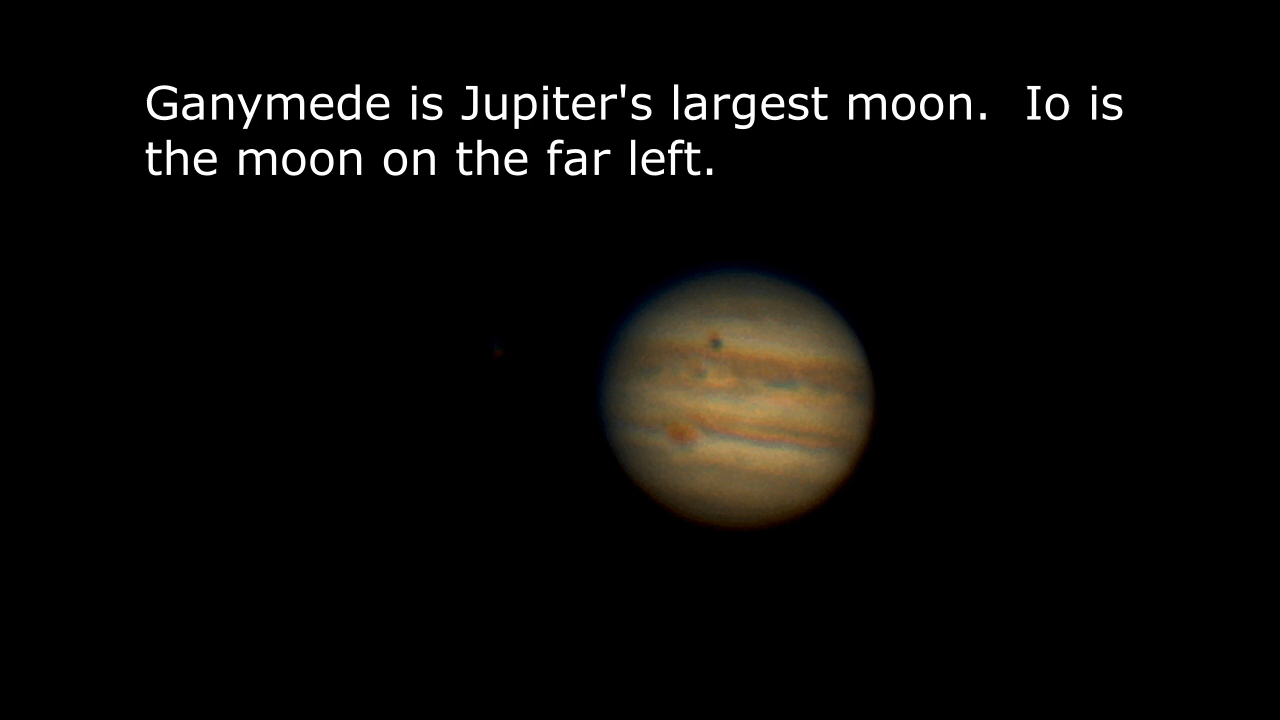 Ganymede is Jupiter's largest moon.  Io is
the moon on the far left.